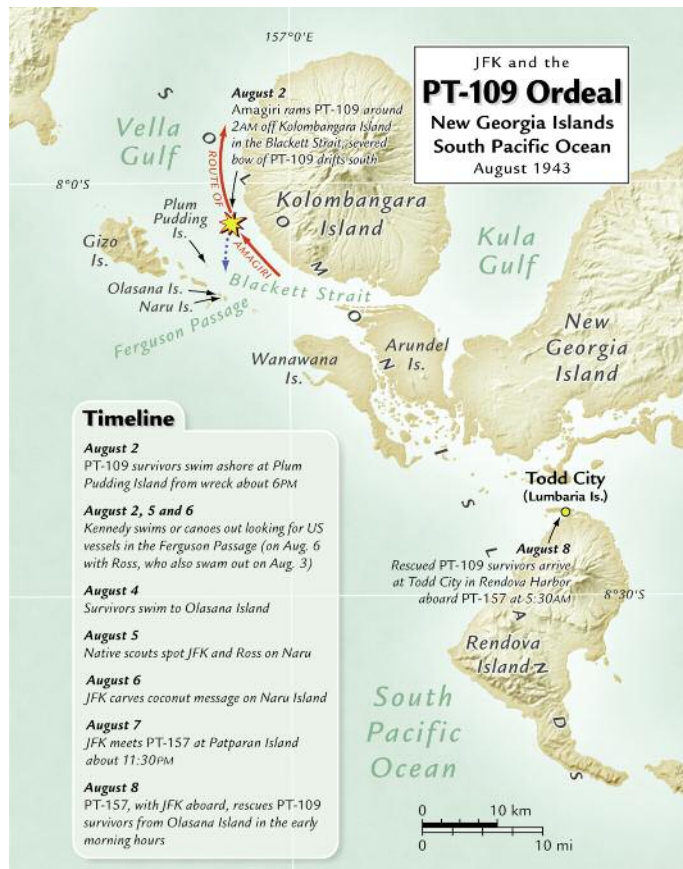 157°0'E
JFK and the
PT-109 Ordeal
New Georgia Islands
South Pacific Ocean
August 1943
August 2
Amagiri rams PT-109 around
2AM off Kolombangara Island
in the Blackett Strait, severed
bow of PT-109 drifts south
SOLOMON ISLANDS
Vella
Gulf
8°0'S
ROUTE OF
AMAGIRI
Plum
Pudding
Is.
Kolombangara
Island
Kula
Gulf
Gizo
Is.
Olasana Is.
Naru Is.
Blackett Strait
Ferguson Passage
Wanawana
Is.
Arundel
Is.
New
Georgia
Island
Timeline
August 2
PT-109 survivors swim ashore at Plum
Pudding Island from wreck about 6PM
August 2, 5 and 6
Kennedy swims or canoes out looking for US
vessels in the Ferguson Passage (on Aug. 6
with Ross, who also swam out on Aug. 3)
August 4
Survivors swim to Olasana Island
August 5
Native scouts spot JFK and Ross on Naru
August 6
JFK carves coconut message on Naru Island
August 7
JFK meets PT-157 at Patparan Island
about 11:30PM
August 8
PT-157, with JFK aboard, rescues PT-109
survivors from Olasana Island in the early
morning hours
Todd City
(Lumbaria Is.)
August 8
Rescued PT-109 survivors arrive
at Todd City in Rendova Harbor
aboard PT-157 at 5:30AM
8°30'S
Rendova
Island
South
Pacific
Ocean
0 10 km
0 10 mi